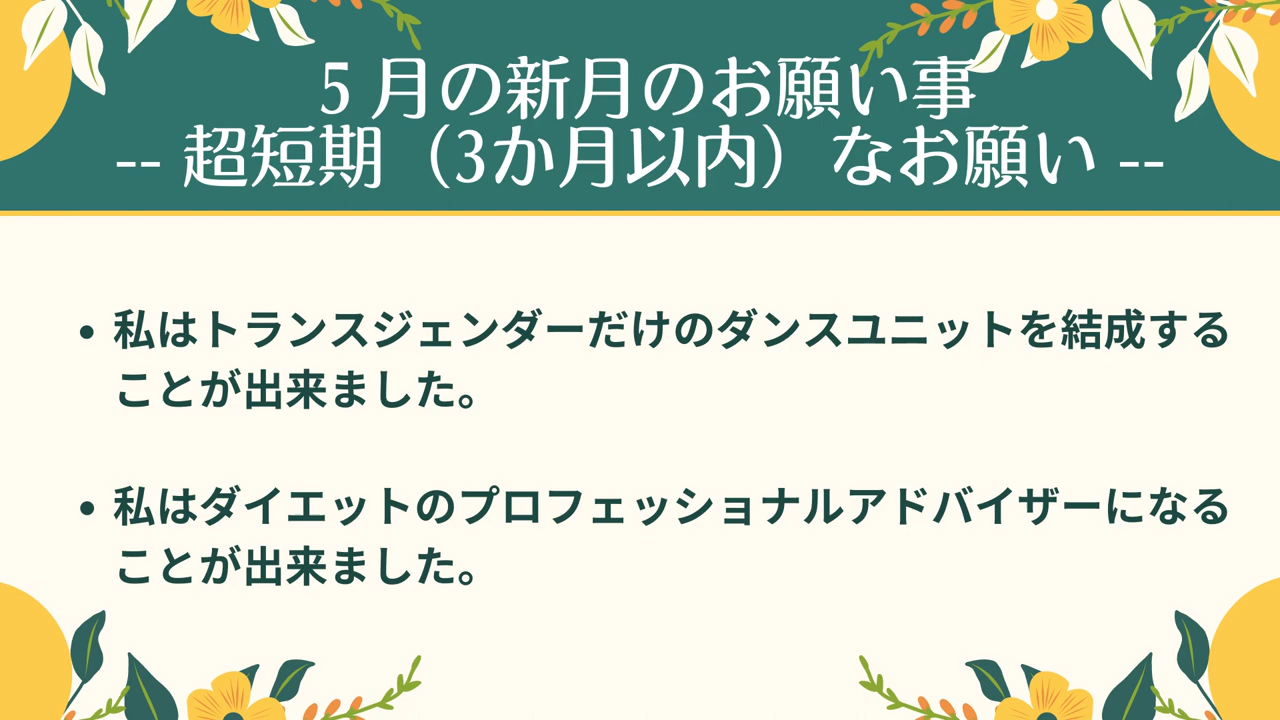 5月の新月のお願い事
-- 超短期（3か月以内）なお願い --
• 私はトランスジェンダーだけのダンスユニットを結成する
ことが出来ました。
• 私はダイエットのプロフェッショナルアドバイザーになる
ことが出来ました。